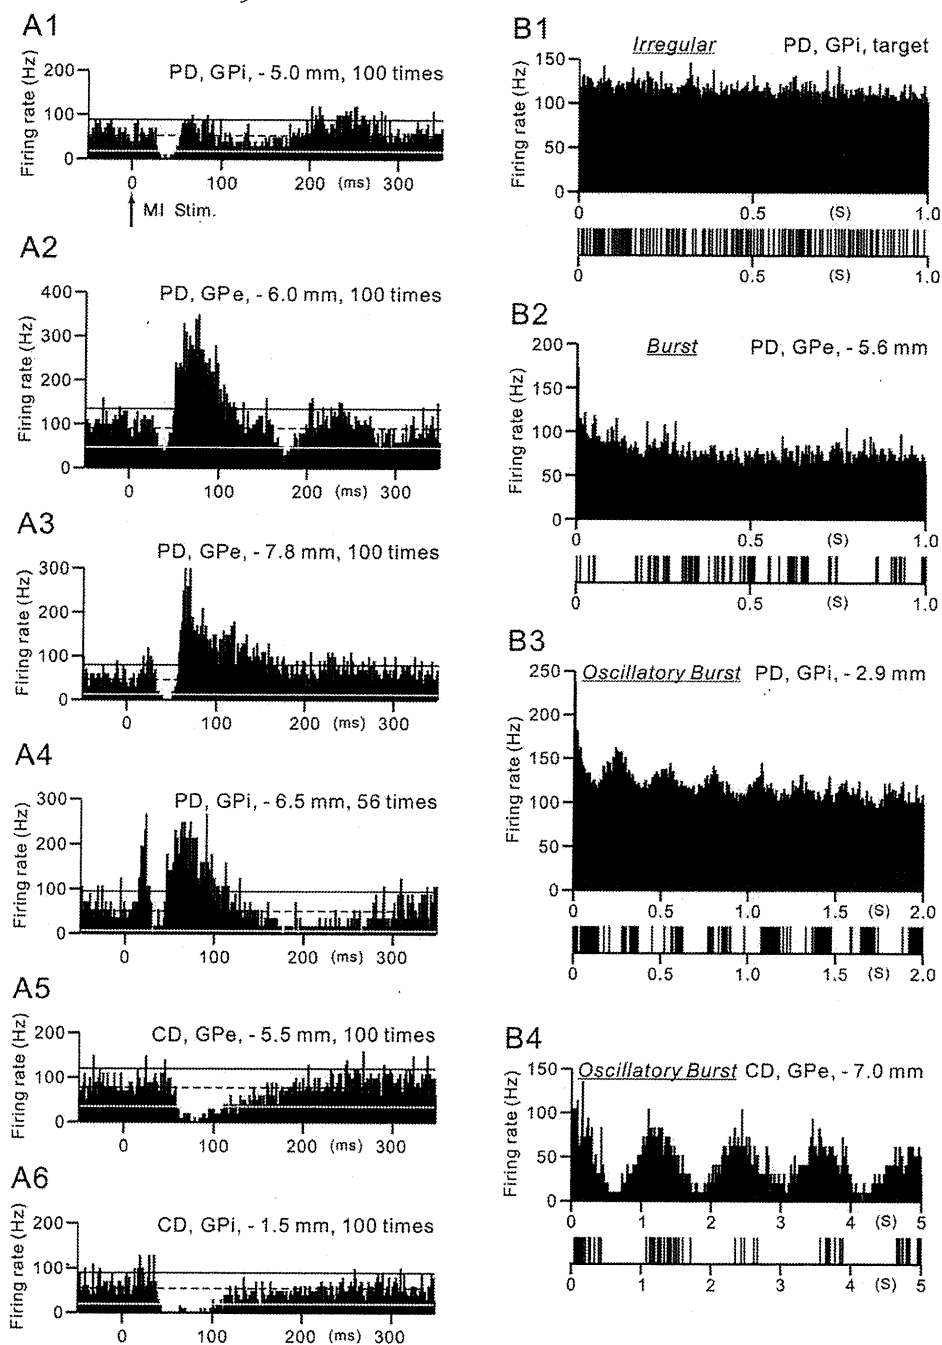 A1
PD, GPi, - 5.0 mm, 100 times
Firing rate (Hz)
200
100
0
0 100 200 (ms) 300
MI Stim.
A2
PD, GPe, - 6.0 mm, 100 times
Firing rate (Hz)
400
300
200
100
0
0 100 200 (ms) 300
A3
PD, GPe, - 7.8 mm, 100 times
Firing rate (Hz)
300
200
100
0
0 100 200 (ms) 300
A4
PD, GPi, - 6.5 mm, 56 times
Firing rate (Hz)
300
200
100
0
0 100 200 (ms) 300
A5
CD, GPe, - 5.5 mm, 100 times
Firing rate (Hz)
200
100
0
0 100 200 (ms) 300
A6
CD, GPi, - 1.5 mm, 100 times
Firing rate (Hz)
200
100
0
0 100 200 (ms) 300
B1
Irregular PD, GPi, target
Firing rate (Hz)
150
100
50
0
0 0.5 (S) 1.0
0 0.5 (S) 1.0
B2
Burst PD, GPe, - 5.6 mm
Firing rate (Hz)
200
150
100
50
0
0 0.5 (S) 1.0
0 0.5 (S) 1.0
B3
Oscillatory Burst PD, GPi, - 2.9 mm
Firing rate (Hz)
250
200
150
100
50
0
0 0.5 1.0 1.5 (S) 2.0
0 0.5 1.0 1.5 (S) 2.0
B4
Oscillatory Burst CD, GPe, - 7.0 mm
Firing rate (Hz)
150
100
50
0
0 1 2 3 4 (S) 5
0 1 2 3 4 (S) 5